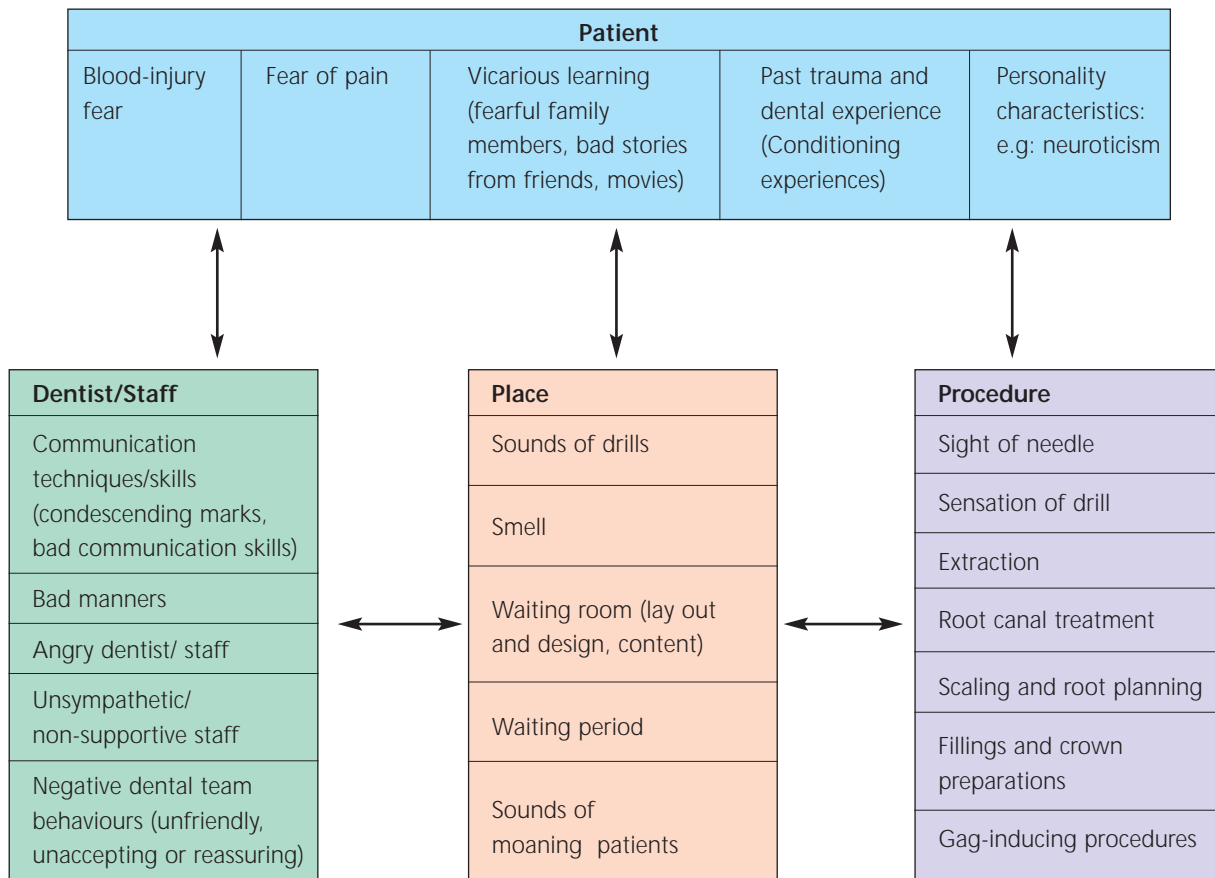 Patient
Blood-injury
fear
Fear of pain
Vicarious learning
(fearful family
members, bad stories
from friends, movies)
Past trauma and
dental experience
(Conditioning
experiences)
Personality
characteristics:
e.g: neuroticism
Dentist/Staff
Communication
techniques/skills
(condescending marks,
bad communication skills)
Bad manners
Angry dentist/ staff
Unsympathetic/
non-supportive staff
Negative dental team
behaviours (unfriendly,
unaccepting or reassuring)
Place
Sounds of drills
Smell
Waiting room (lay out
and design, content)
Waiting period
Sounds of
moaning patients
Procedure
Sight of needle
Sensation of drill
Extraction
Root canal treatment
Scaling and root planning
Fillings and crown
preparations
Gag-inducing procedures